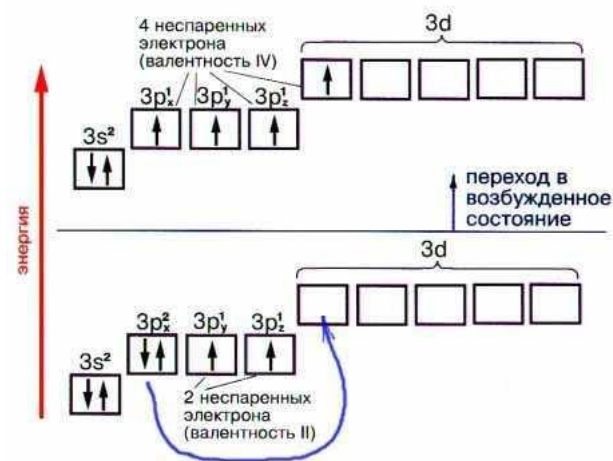 4 неспаренных
электрона
(валентность IV)
3d
3p¹x 3p¹y 3p¹z
3s²
переход в
возбужденное
состояние
энергия
3d
3p²x 3p¹y 3p¹z
3s²
2 неспаренных
электрона
(валентность II)